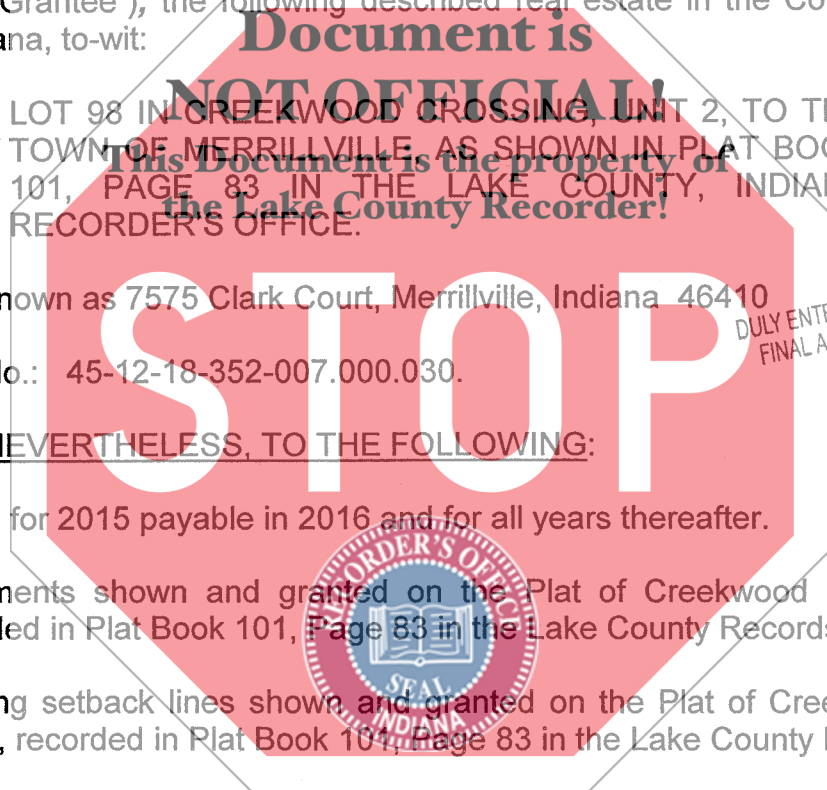 Grantee"), the following described real estate in the Co
ana, to-wit:
Document is
NOT OFFICIAL!
This Document is the property of
the Lake County Recorder!
LOT 98 IN CREEKWOOD CROSSING, UNIT 2, TO TH
TOWN OF MERRILLVILLE, AS SHOWN IN PLAT BOO
101, PAGE 83 IN THE LAKE COUNTY, INDIA
RECORDER'S OFFICE.
nown as 7575 Clark Court, Merrillville, Indiana 46410
DULY ENTE
FINAL A
lo.: 45-12-18-352-007.000.030.
STOP
NEVERTHELESS, TO THE FOLLOWING:
for 2015 payable in 2016 and for all years thereafter.
ments shown and granted on the Plat of Creekwood
led in Plat Book 101, Page 83 in the Lake County Records
RECORDER'S OFFICE
SEAL
INDIANA
ng setback lines shown and granted on the Plat of Cree
, recorded in Plat Book 101, Page 83 in the Lake County